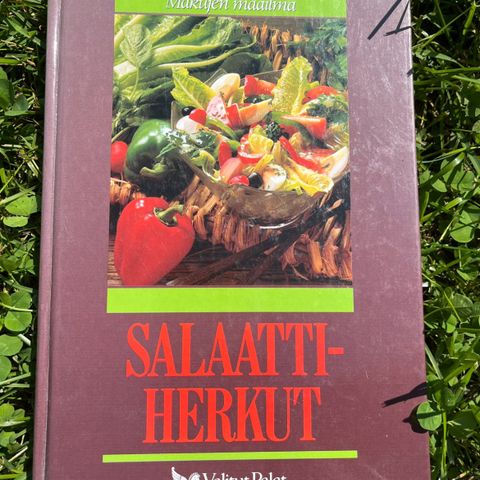 Makujen maailma
SALAATTI-
HERKUT
Valitut Palat